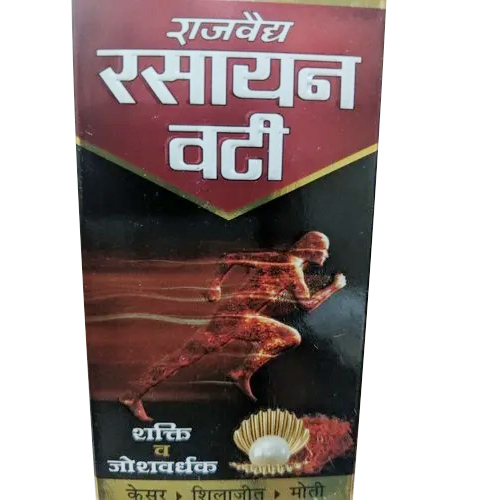 राजवैद्य
रसायन
वटी
शक्ति
व
जोशवर्धक
केसर ▸ शिलाजीत ▸ मोती